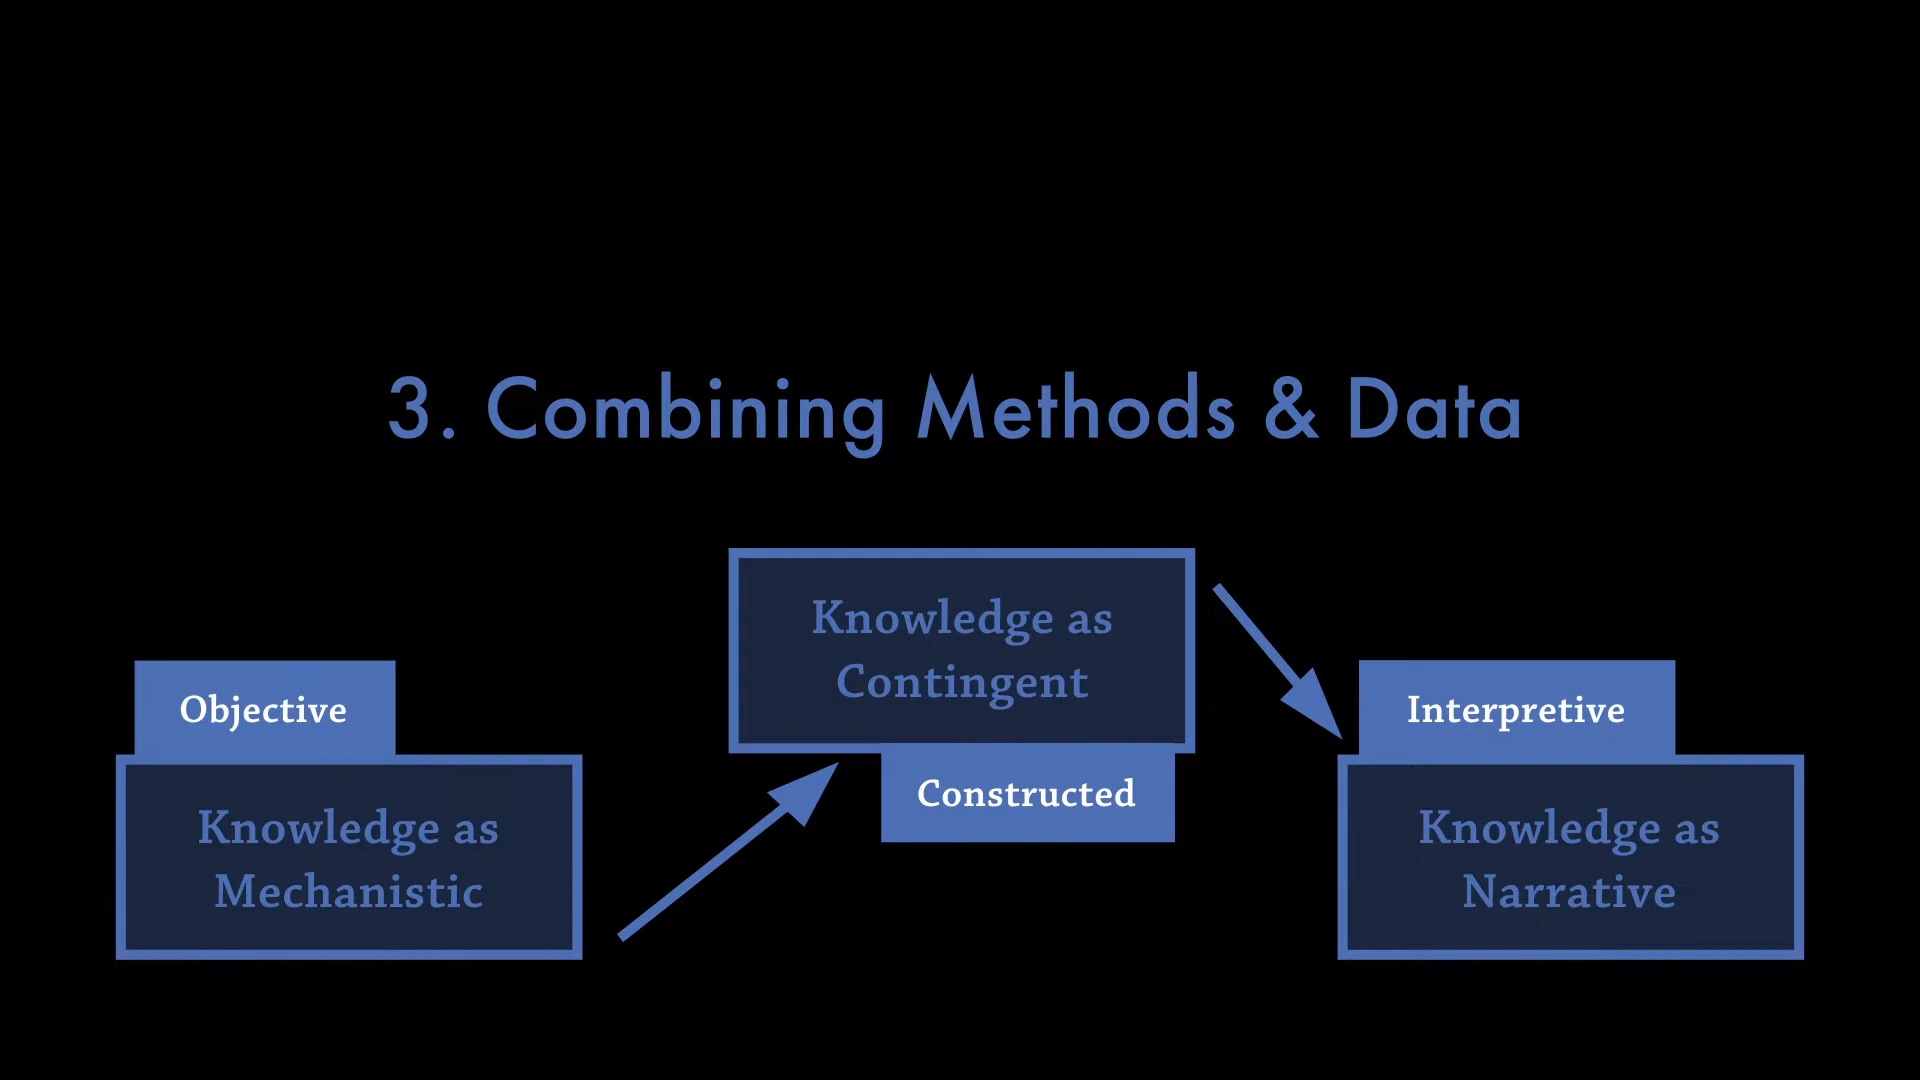 3. Combining Methods & Data
Objective
Knowledge as
Mechanistic
Knowledge as
Contingent
Constructed
Interpretive
Knowledge as
Narrative